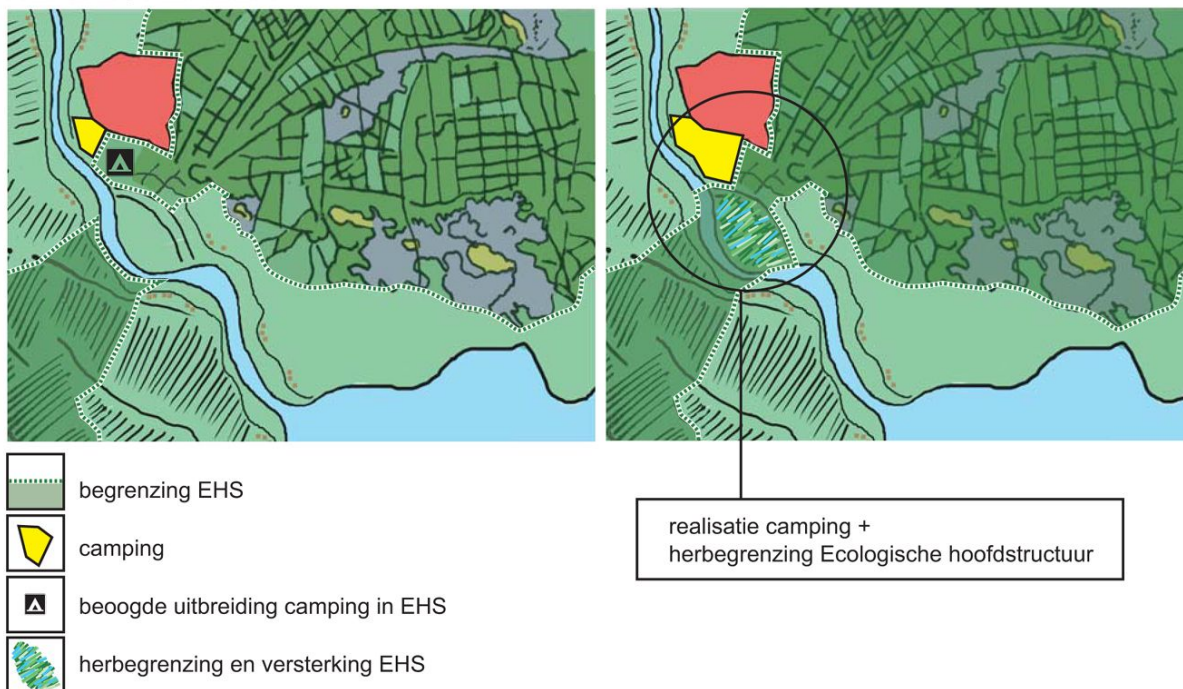 begrenzing EHS
camping
beoogde uitbreiding camping in EHS
herbegrenzing en versterking EHS
realisatie camping +
herbegrenzing Ecologische hoofdstructuur